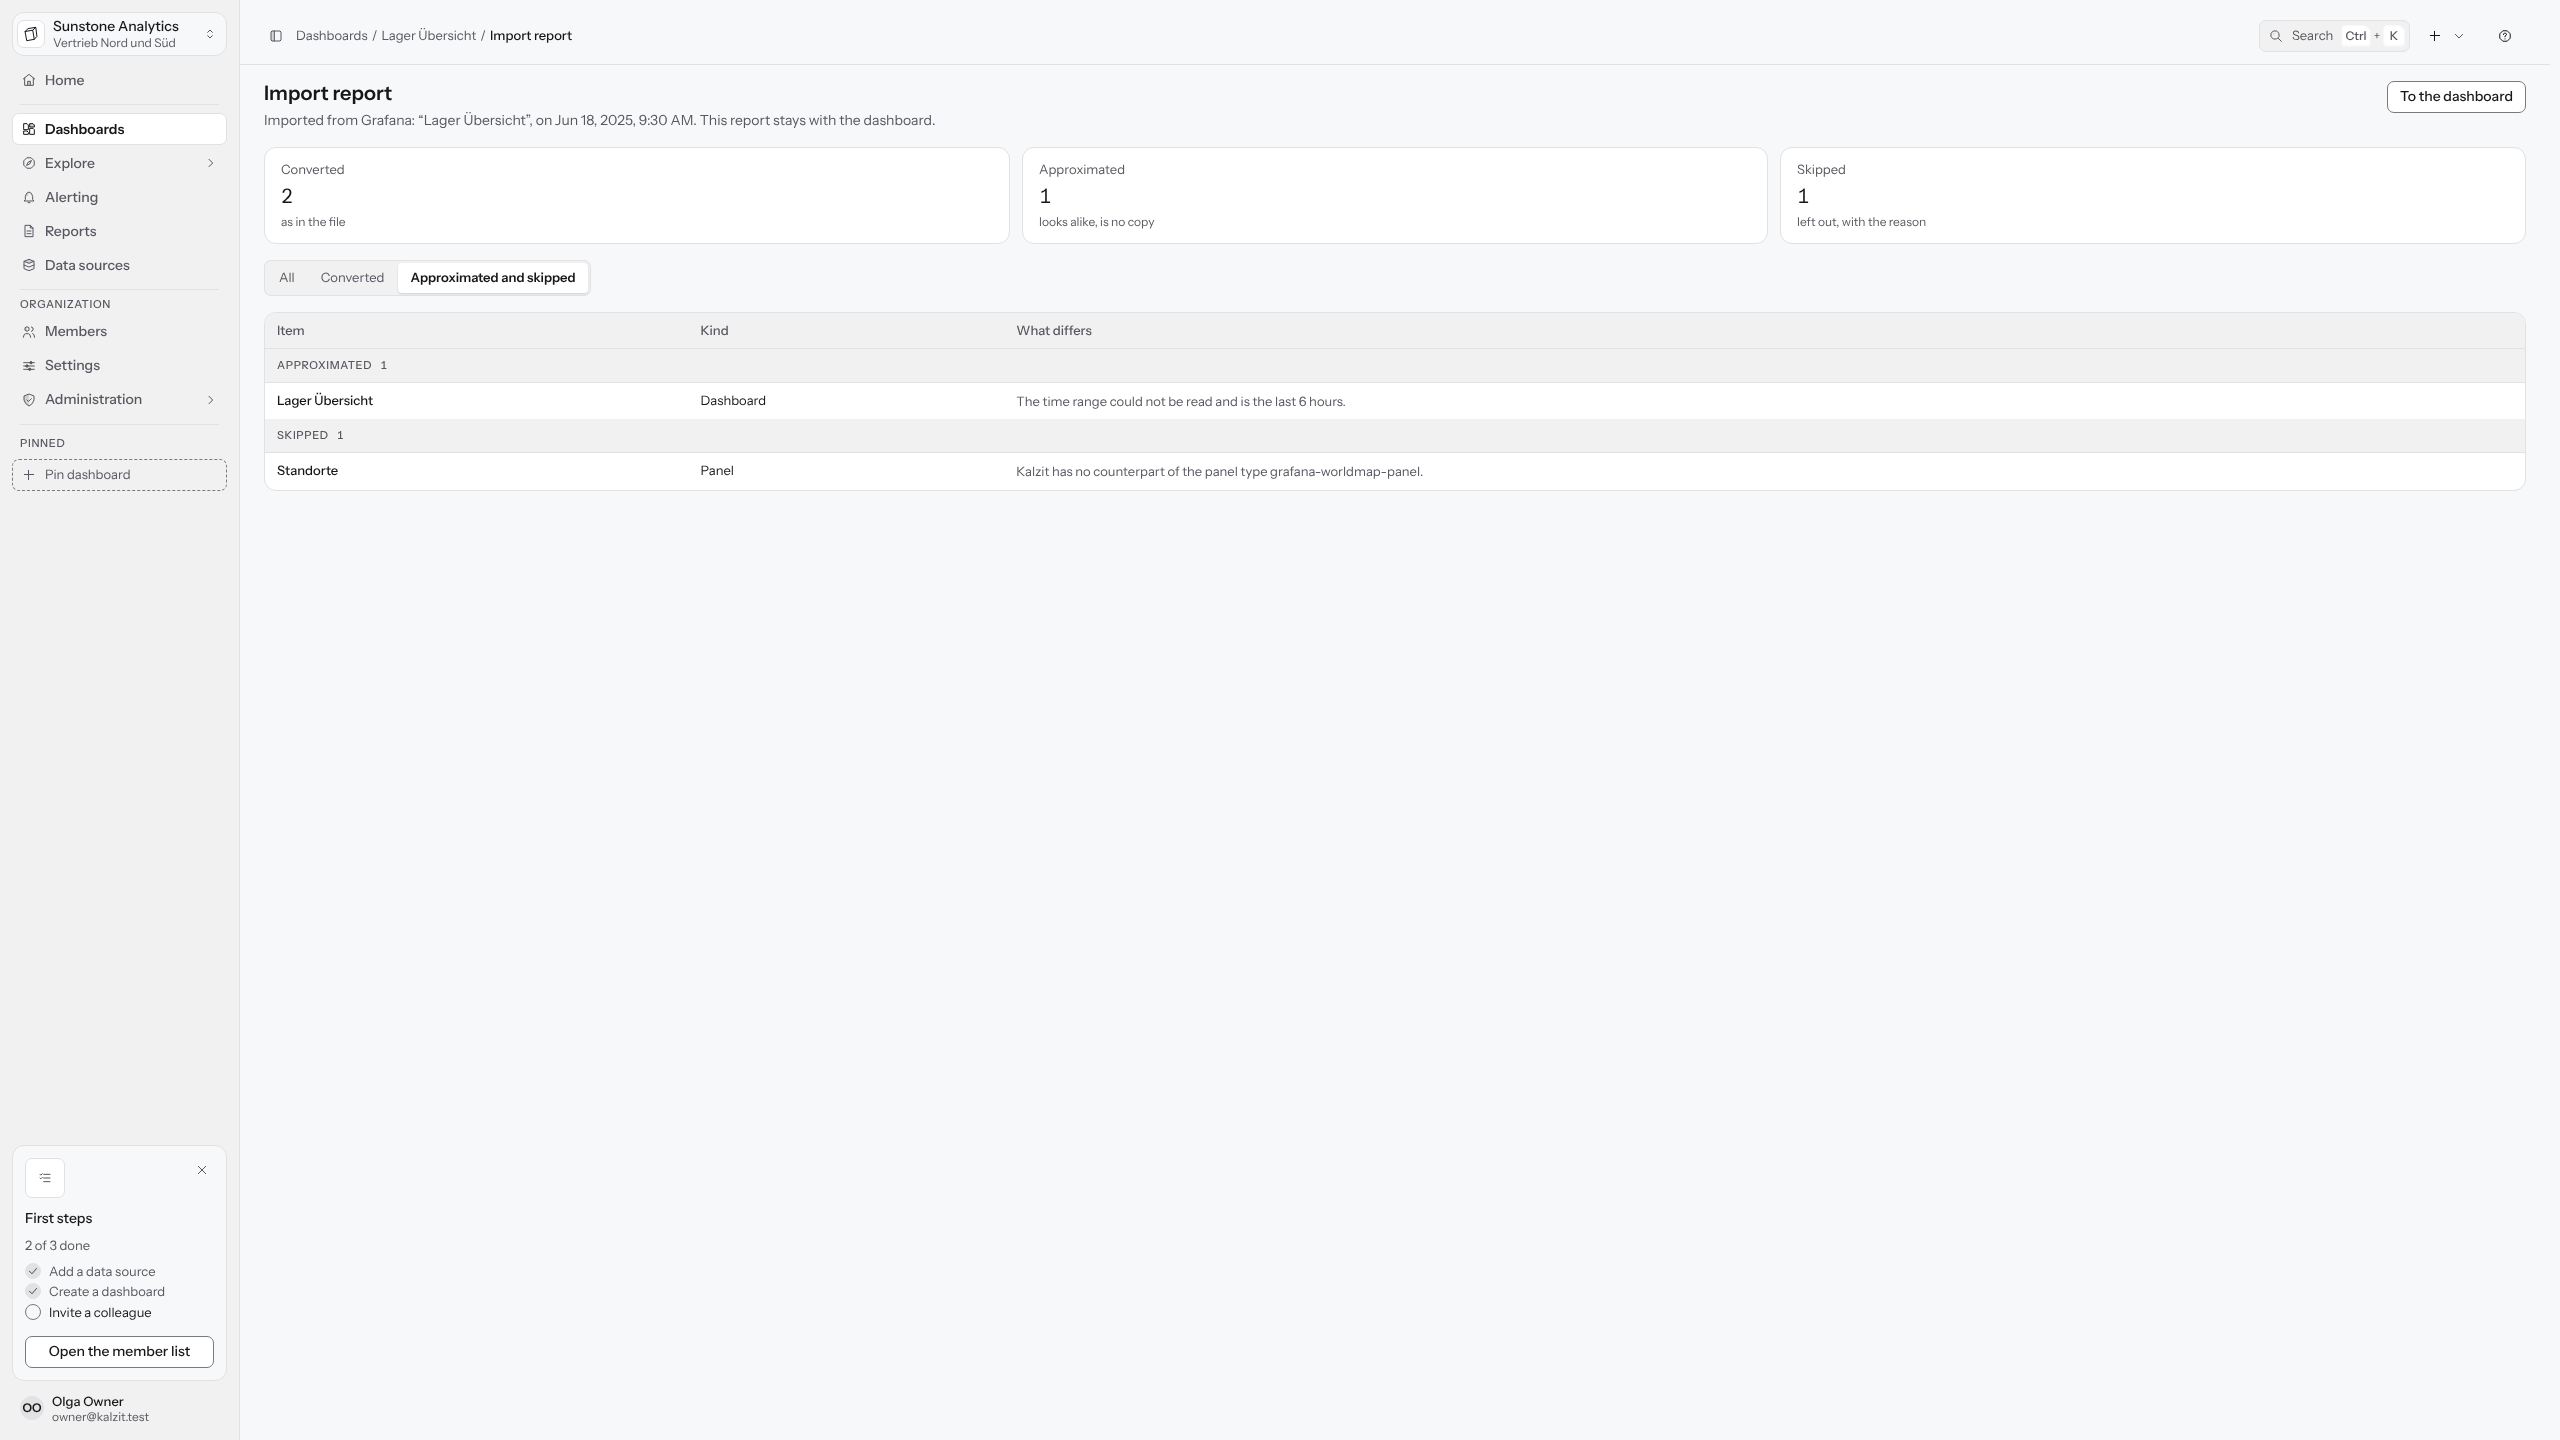 Sunstone Analytics
Vertrieb Nord und Süd
Home
Dashboards
Explore
Alerting
Reports
Data sources
ORGANIZATION
Members
Settings
Administration
PINNED
Pin dashboard
First steps
2 of 3 done
Add a data source
Create a dashboard
Invite a colleague
Open the member list
OO
Olga Owner
owner@kalzit.test
Dashboards / Lager Übersicht / Import report
Search Ctrl + K
Import report
To the dashboard
Imported from Grafana: “Lager Übersicht”, on Jun 18, 2025, 9:30 AM. This report stays with the dashboard.
Converted
2
as in the file
Approximated
1
looks alike, is no copy
Skipped
1
left out, with the reason
All Converted Approximated and skipped
Item Kind What differs
APPROXIMATED 1
Lager Übersicht Dashboard The time range could not be read and is the last 6 hours.
SKIPPED 1
Standorte Panel Kalzit has no counterpart of the panel type grafana-worldmap-panel.